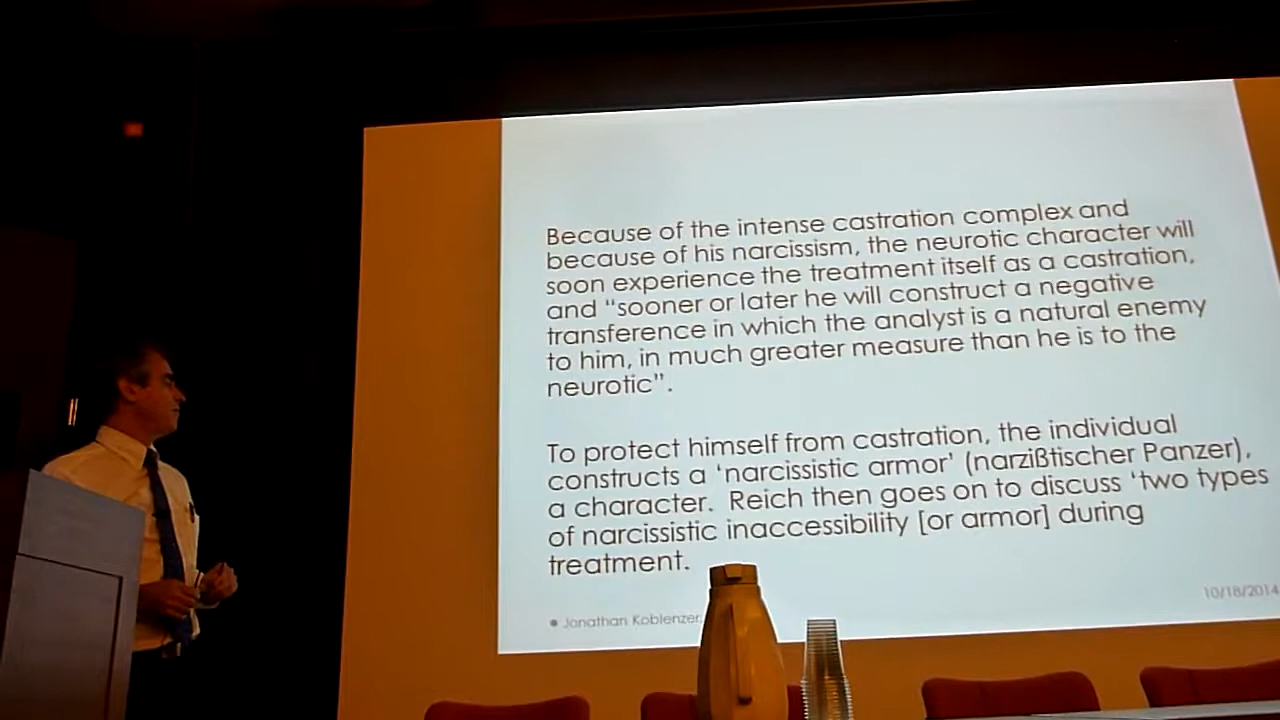 Because of the intense castration complex and
because of his narcissism, the neurotic character will
soon experience the treatment itself as a castration,
and “sooner or later he will construct a negative
transference in which the analyst is a natural enemy
to him, in much greater measure than he is to the
neurotic”.
To protect himself from castration, the individual
constructs a ‘narcissistic armor’ (narzißtischer Panzer),
a character. Reich then goes on to discuss ‘two types
of narcissistic inaccessibility [or armor] during
treatment.
10/18/2014
• Jonathan Koblenzer,